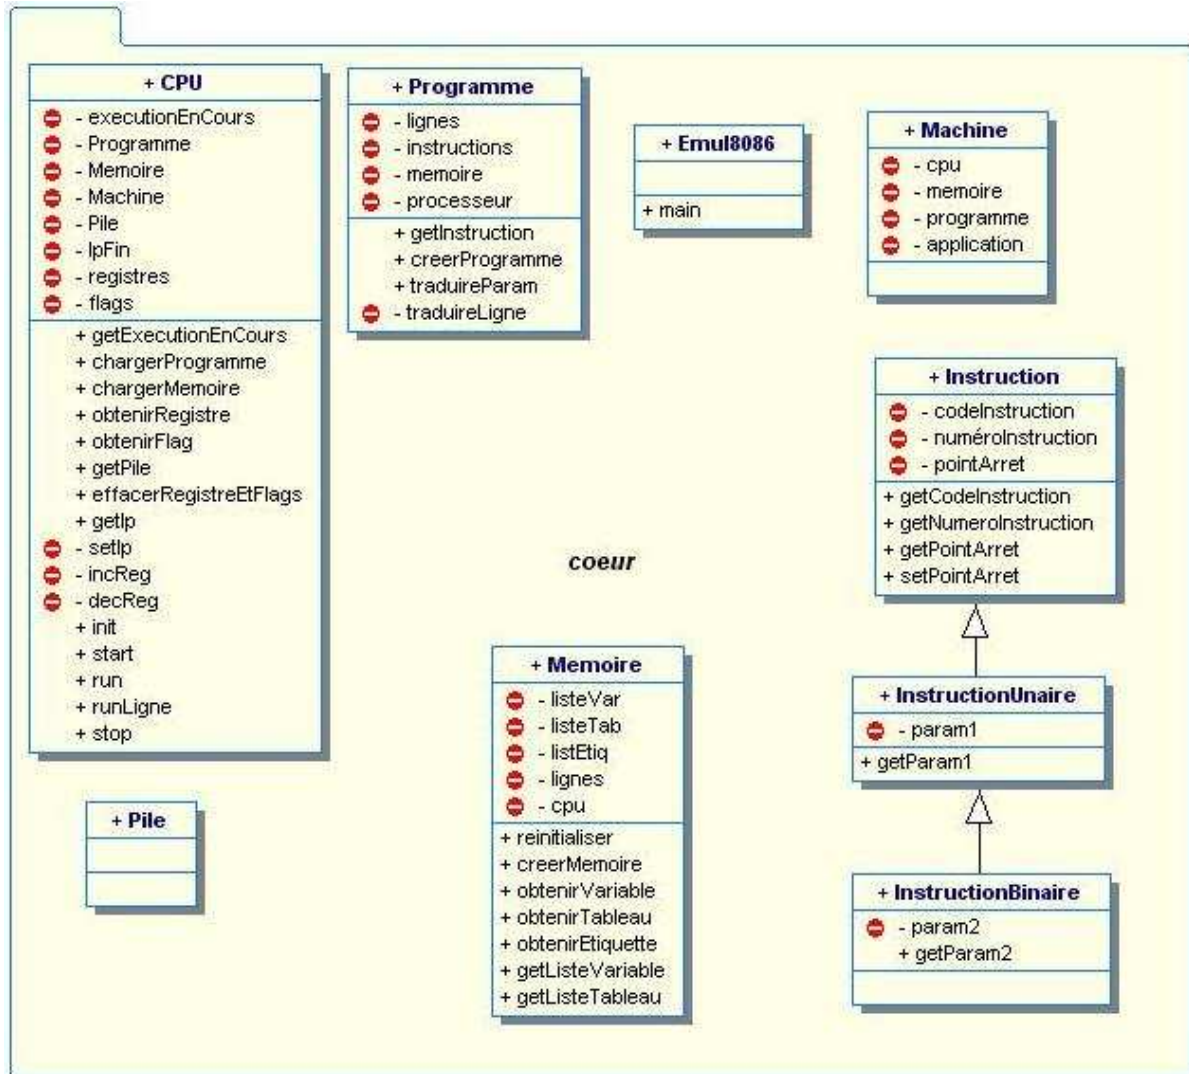 + CPU
- executionEnCours
- Programme
- Memoire
- Machine
- Pile
- IpFin
- registres
- flags
+ getExecutionEnCours
+ chargerProgramme
+ chargerMemoire
+ obtenirRegistre
+ obtenirFlag
+ getPile
+ effacerRegistreEtFlags
+ getIp
- setIp
- incReg
- decReg
+ init
+ start
+ run
+ runLigne
+ stop
+ Programme
- lignes
- instructions
- memoire
- processeur
+ getInstruction
+ creerProgramme
+ traduireParam
- traduireLigne
+ Emul8086
+ main
+ Machine
- cpu
- memoire
- programme
- application
+ Instruction
- codeInstruction
- numéroInstruction
- pointArret
+ getCodeInstruction
+ getNumeroInstruction
+ getPointArret
+ setPointArret
coeur
+ Memoire
- listeVar
- listeTab
- listEtiq
- lignes
- cpu
+ reinitialiser
+ creerMemoire
+ obtenirVariable
+ obtenirTableau
+ obtenirEtiquette
+ getListeVariable
+ getListeTableau
+ InstructionUnaire
- param1
+ getParam1
+ Pile
+ InstructionBinaire
- param2
+ getParam2